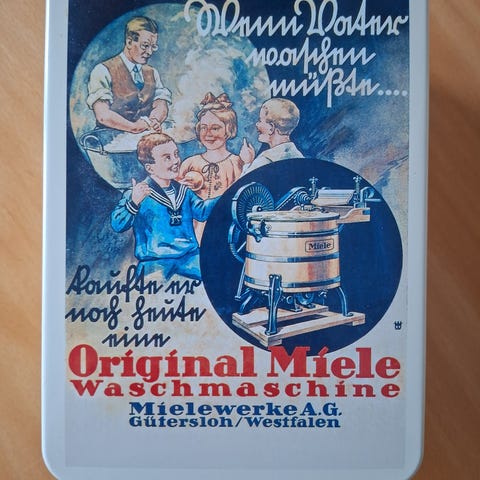 Wenn Vater
waschen
müßte....
Miele
kaufte er
noch heute
eine
Original Miele
Waschmaschine
Mielewerke A.G.
Gütersloh/Westfalen